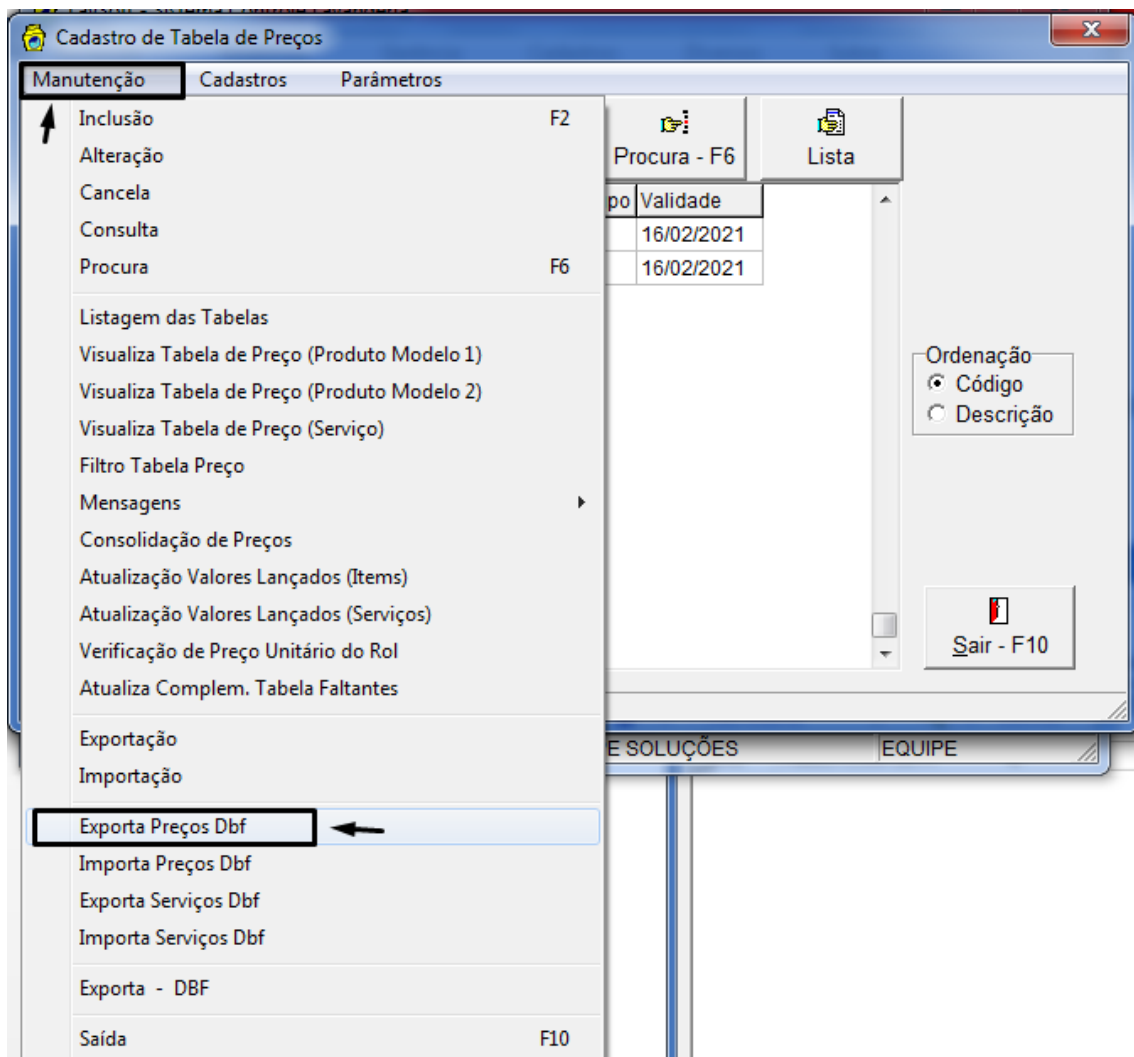 Cadastro de Tabela de Preços
Manutenção Cadastros Parâmetros
Inclusão F2
Alteração
Cancela
Consulta
Procura F6
Listagem das Tabelas
Visualiza Tabela de Preço (Produto Modelo 1)
Visualiza Tabela de Preço (Produto Modelo 2)
Visualiza Tabela de Preço (Serviço)
Filtro Tabela Preço
Mensagens
Consolidação de Preços
Atualização Valores Lançados (Items)
Atualização Valores Lançados (Serviços)
Verificação de Preço Unitário do Rol
Atualiza Complem. Tabela Faltantes
Exportação
Importação
Exporta Preços Dbf
Importa Preços Dbf
Exporta Serviços Dbf
Importa Serviços Dbf
Exporta - DBF
Saída F10
Procura - F6 Lista
po Validade
16/02/2021
16/02/2021
Ordenação
Código
Descrição
Sair - F10
E SOLUÇÕES EQUIPE